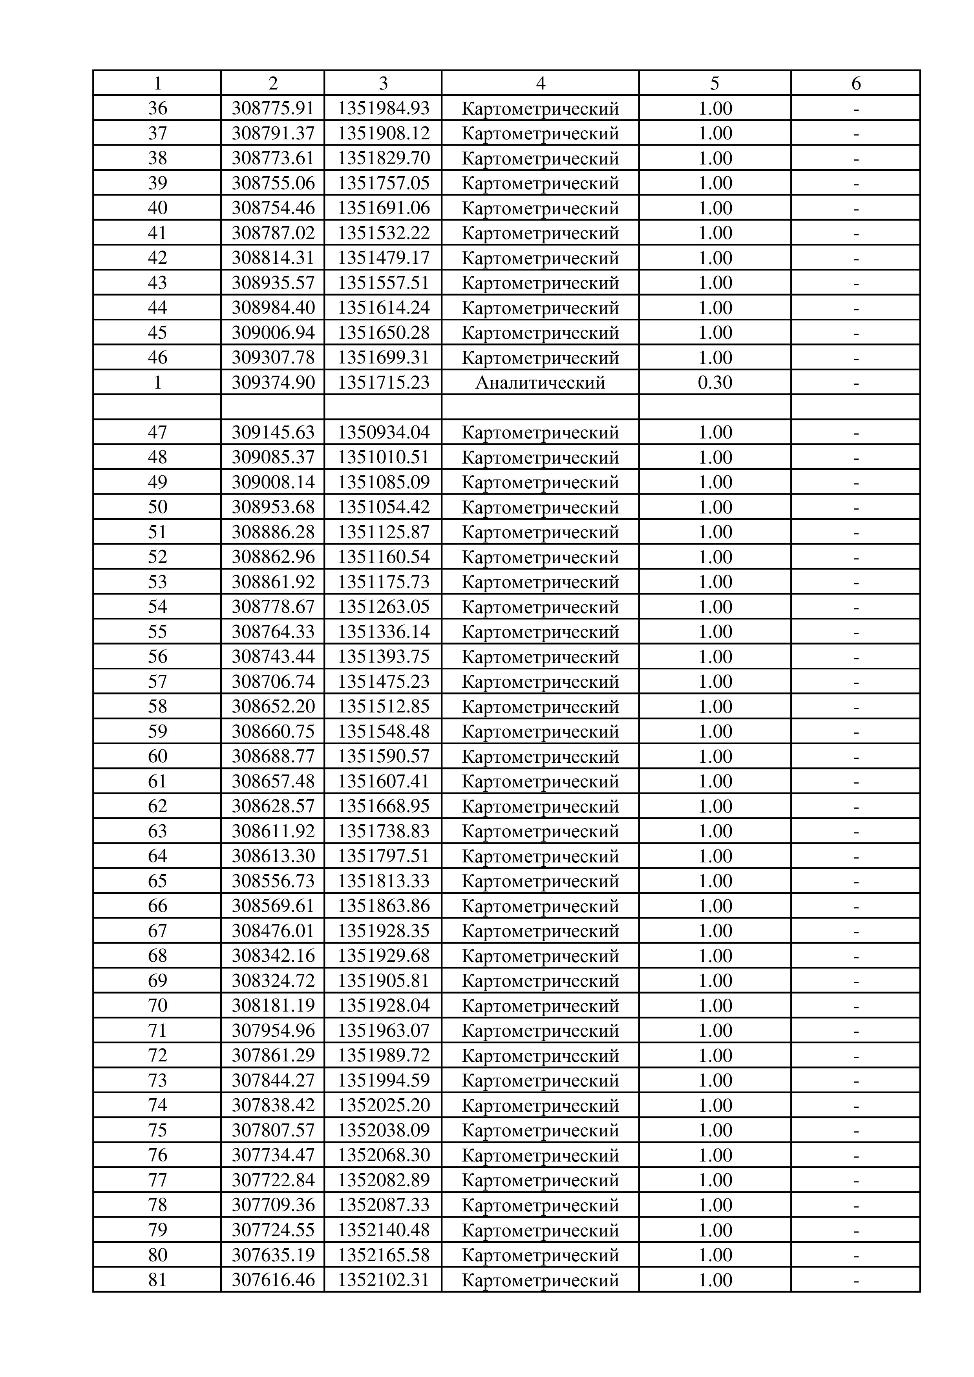 1 2 3 4 5 6
36 308775.91 1351984.93 Картометрический 1.00 -
37 308791.37 1351908.12 Картометрический 1.00 -
38 308773.61 1351829.70 Картометрический 1.00 -
39 308755.06 1351757.05 Картометрический 1.00 -
40 308754.46 1351691.06 Картометрический 1.00 -
41 308787.02 1351532.22 Картометрический 1.00 -
42 308814.31 1351479.17 Картометрический 1.00 -
43 308935.57 1351557.51 Картометрический 1.00 -
44 308984.40 1351614.24 Картометрический 1.00 -
45 309006.94 1351650.28 Картометрический 1.00 -
46 309307.78 1351699.31 Картометрический 1.00 -
1 309374.90 1351715.23 Аналитический 0.30 -
47 309145.63 1350934.04 Картометрический 1.00 -
48 309085.37 1351010.51 Картометрический 1.00 -
49 309008.14 1351085.09 Картометрический 1.00 -
50 308953.68 1351054.42 Картометрический 1.00 -
51 308886.28 1351125.87 Картометрический 1.00 -
52 308862.96 1351160.54 Картометрический 1.00 -
53 308861.92 1351175.73 Картометрический 1.00 -
54 308778.67 1351263.05 Картометрический 1.00 -
55 308764.33 1351336.14 Картометрический 1.00 -
56 308743.44 1351393.75 Картометрический 1.00 -
57 308706.74 1351475.23 Картометрический 1.00 -
58 308652.20 1351512.85 Картометрический 1.00 -
59 308660.75 1351548.48 Картометрический 1.00 -
60 308688.77 1351590.57 Картометрический 1.00 -
61 308657.48 1351607.41 Картометрический 1.00 -
62 308628.57 1351668.95 Картометрический 1.00 -
63 308611.92 1351738.83 Картометрический 1.00 -
64 308613.30 1351797.51 Картометрический 1.00 -
65 308556.73 1351813.33 Картометрический 1.00 -
66 308569.61 1351863.86 Картометрический 1.00 -
67 308476.01 1351928.35 Картометрический 1.00 -
68 308342.16 1351929.68 Картометрический 1.00 -
69 308324.72 1351905.81 Картометрический 1.00 -
70 308181.19 1351928.04 Картометрический 1.00 -
71 307954.96 1351963.07 Картометрический 1.00 -
72 307861.29 1351989.72 Картометрический 1.00 -
73 307844.27 1351994.59 Картометрический 1.00 -
74 307838.42 1352025.20 Картометрический 1.00 -
75 307807.57 1352038.09 Картометрический 1.00 -
76 307734.47 1352068.30 Картометрический 1.00 -
77 307722.84 1352082.89 Картометрический 1.00 -
78 307709.36 1352087.33 Картометрический 1.00 -
79 307724.55 1352140.48 Картометрический 1.00 -
80 307635.19 1352165.58 Картометрический 1.00 -
81 307616.46 1352102.31 Картометрический 1.00 -